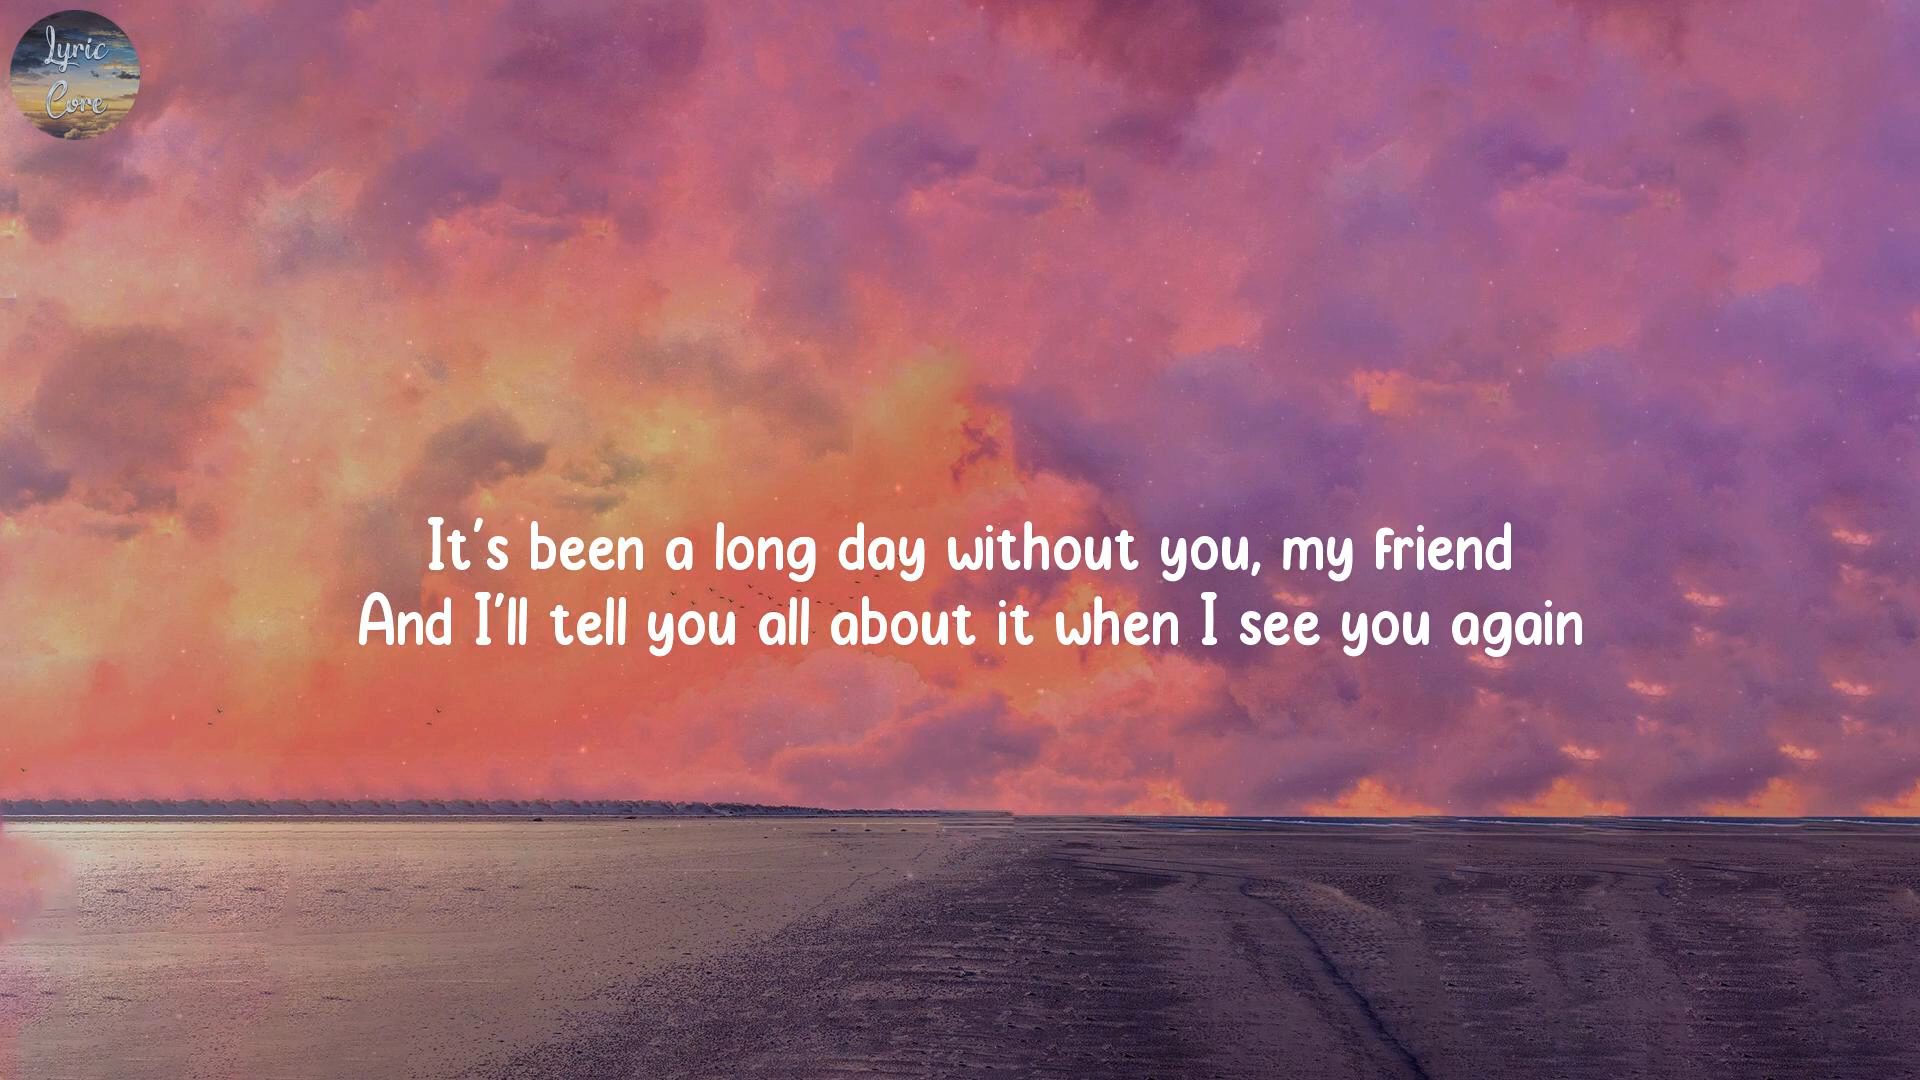 Lyric
Core
It's been a long day without you, my friend
And I'll tell you all about it when I see you again